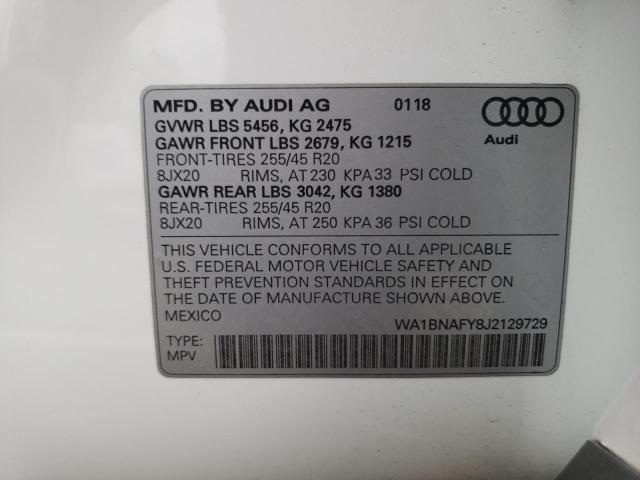 MFD. BY AUDI AG 0118
GVWR LBS 5456, KG 2475
GAWR FRONT LBS 2679, KG 1215
FRONT-TIRES 255/45 R20
8JX20 RIMS, AT 230 KPA 33 PSI COLD
GAWR REAR LBS 3042, KG 1380
REAR-TIRES 255/45 R20
8JX20 RIMS, AT 250 KPA 36 PSI COLD
Audi
THIS VEHICLE CONFORMS TO ALL APPLICABLE
U.S. FEDERAL MOTOR VEHICLE SAFETY AND
THEFT PREVENTION STANDARDS IN EFFECT ON
THE DATE OF MANUFACTURE SHOWN ABOVE.
MEXICO WA1BNAFY8J2129729
TYPE:
MPV